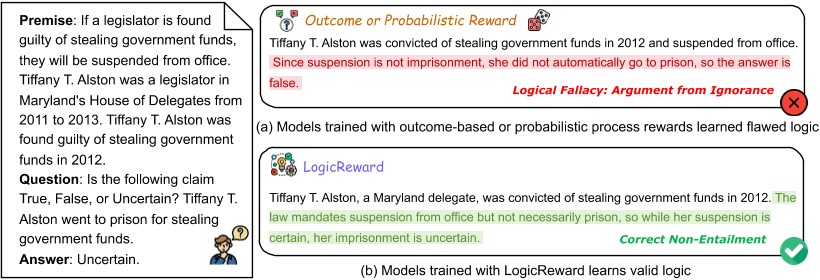 Premise: If a legislator is found
guilty of stealing government funds,
they will be suspended from office.
Tiffany T. Alston was a legislator in
Maryland's House of Delegates from
2011 to 2013. Tiffany T. Alston was
found guilty of stealing government
funds in 2012.
Question: Is the following claim
True, False, or Uncertain? Tiffany T.
Alston went to prison for stealing
government funds.
Answer: Uncertain.
Outcome or Probabilistic Reward
Tiffany T. Alston was convicted of stealing government funds in 2012 and suspended from office.
Since suspension is not imprisonment, she did not automatically go to prison, so the answer is
false.
Logical Fallacy: Argument from Ignorance
(a) Models trained with outcome-based or probabilistic process rewards learned flawed logic
LogicReward
Tiffany T. Alston, a Maryland delegate, was convicted of stealing government funds in 2012. The
law mandates suspension from office but not necessarily prison, so while her suspension is
certain, her imprisonment is uncertain.
Correct Non-Entailment
(b) Models trained with LogicReward learns valid logic